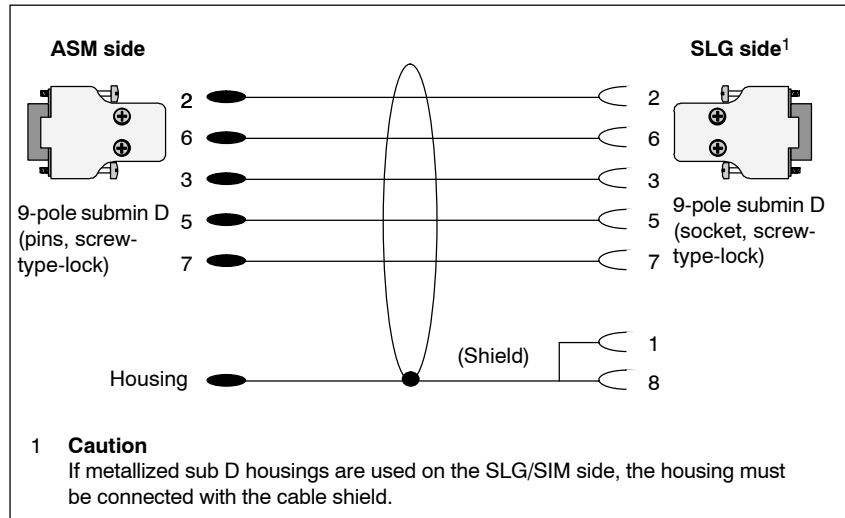 ASM side
SLG side1
2 2
6 6
3 3
9-pole submin D
(pins, screw-
type-lock)
5 5
9-pole submin D
(socket, screw-
type-lock)
7 7
1
(Shield)
Housing 8
1 Caution
If metallized sub D housings are used on the SLG/SIM side, the housing must
be connected with the cable shield.